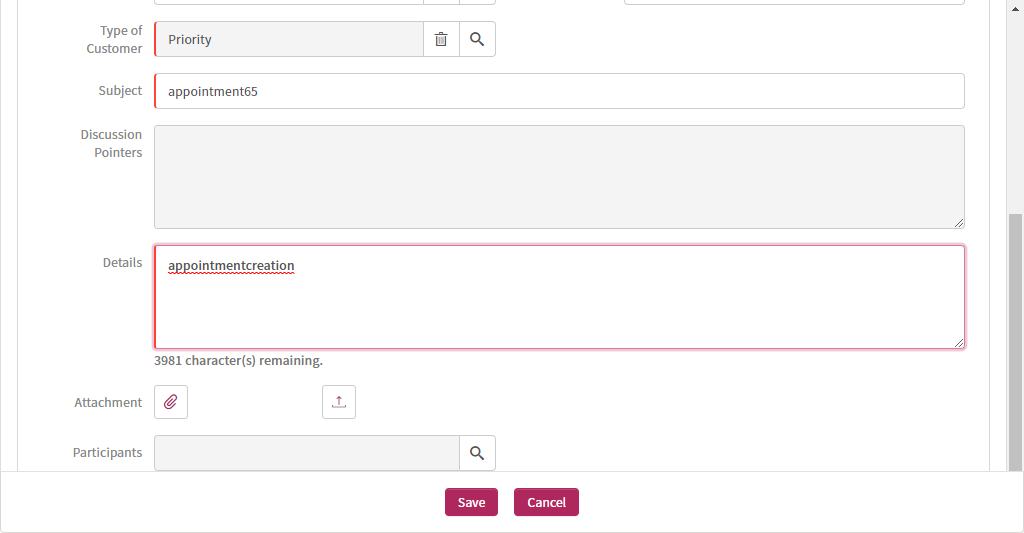 Type of
Customer
Priority
Subject
appointment65
Discussion
Pointers
Details
appointmentcreation
3981 character(s) remaining.
Attachment
Participants
Save
Cancel